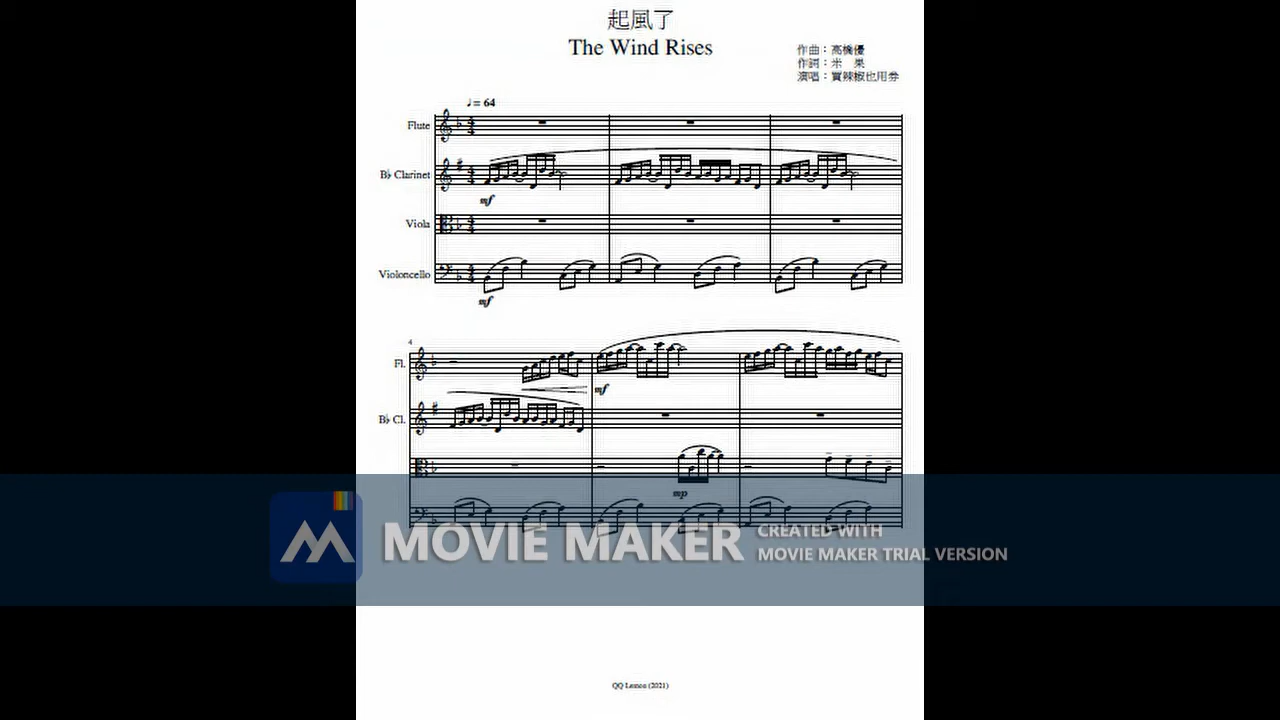 起風了
The Wind Rises
作曲：高橋優
作詞：米 果
演唱：買辣椒也用券
♩= 64
Flute
B♭ Clarinet
mf
Viola
Violoncello
mf
4
Fl.
mf
B♭ Cl.
mp
MOVIE MAKER
CREATED WITH
MOVIE MAKER TRIAL VERSION
QQ Lemon (2021)